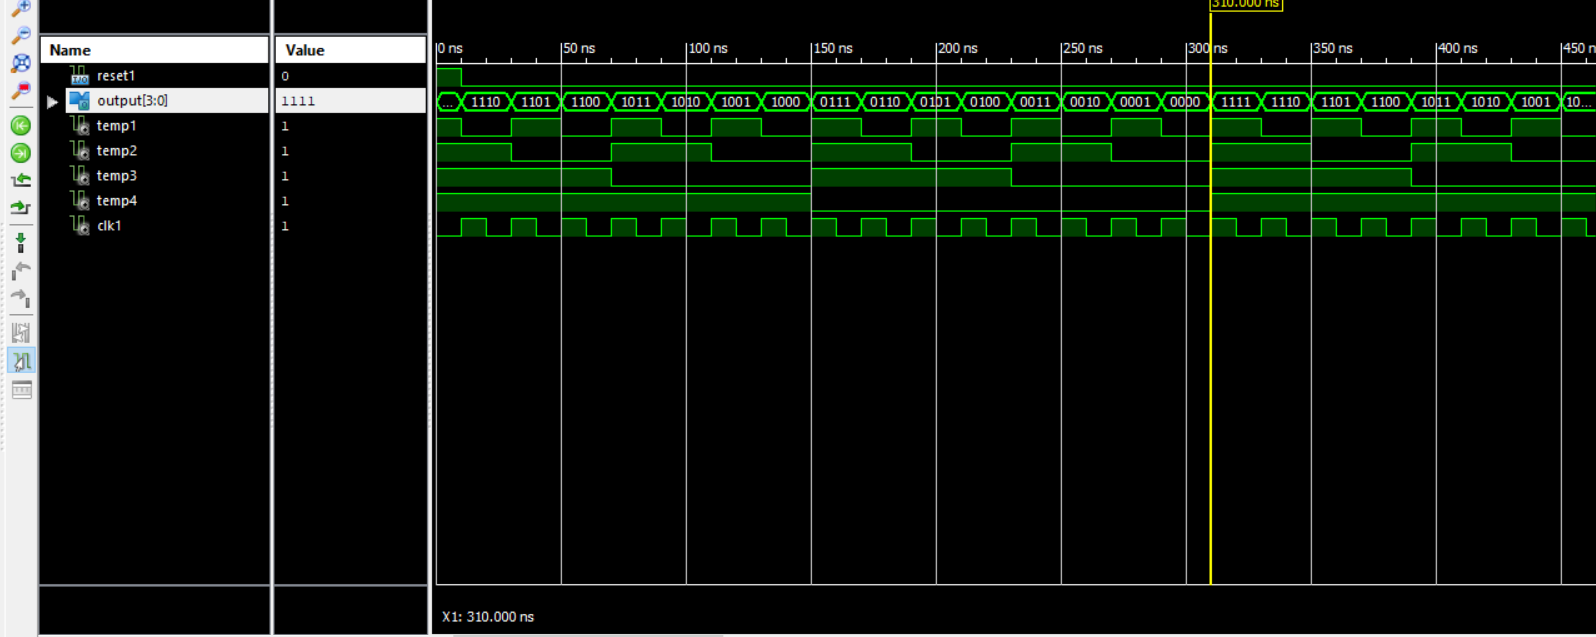 310.000 ns
Name Value 0 ns 50 ns 100 ns 150 ns 200 ns 250 ns 300 ns 350 ns 400 ns 450 n
reset1 0
output[3:0] 1111 ... 1110 1101 1100 1011 1010 1001 1000 0111 0110 0101 0100 0011 0010 0001 0000 1111 1110 1101 1100 1011 1010 1001 10...
temp1 1
temp2 1
temp3 1
temp4 1
clk1 1
X1: 310.000 ns